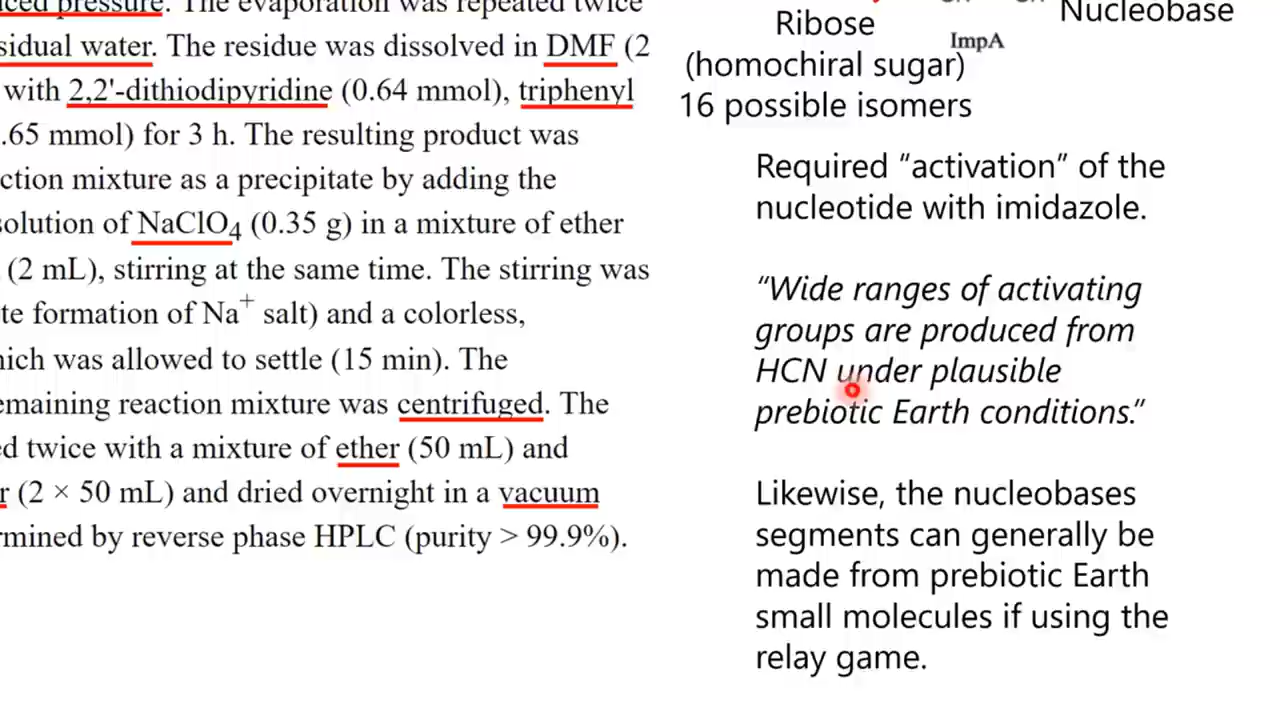 ced pressure. The evaporation was repeated twice
sidual water. The residue was dissolved in DMF (2
with 2,2'-dithiodipyridine (0.64 mmol), triphenyl
.65 mmol) for 3 h. The resulting product was
ction mixture as a precipitate by adding the
solution of NaClO4 (0.35 g) in a mixture of ether
(2 mL), stirring at the same time. The stirring was
te formation of Na+ salt) and a colorless,
hich was allowed to settle (15 min). The
emaining reaction mixture was centrifuged. The
ed twice with a mixture of ether (50 mL) and
r (2 × 50 mL) and dried overnight in a vacuum
rmined by reverse phase HPLC (purity > 99.9%).
Nucleobase
Ribose
ImpA
(homochiral sugar)
16 possible isomers
Required “activation” of the
nucleotide with imidazole.
“Wide ranges of activating
groups are produced from
HCN under plausible
prebiotic Earth conditions.”
Likewise, the nucleobases
segments can generally be
made from prebiotic Earth
small molecules if using the
relay game.